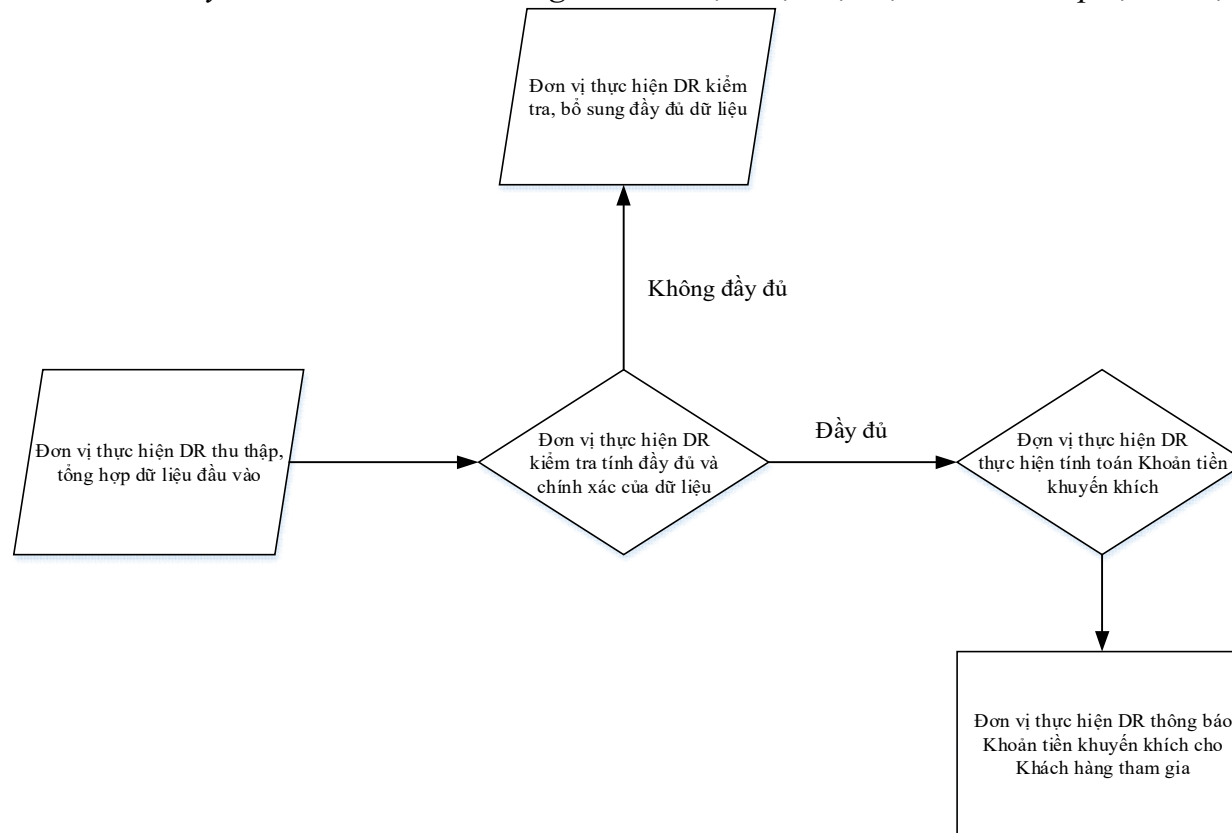 Đơn vị thực hiện DR kiểm
tra, bổ sung đầy đủ dữ liệu
Không đầy đủ
Đơn vị thực hiện DR thu thập,
tổng hợp dữ liệu đầu vào
Đơn vị thực hiện DR
kiểm tra tính đầy đủ và
chính xác của dữ liệu
Đầy đủ
Đợn vị thực hiện DR
thực hiện tính toán Khoản tiền
khuyến khích
Đơn vị thực hiện DR thông báo
Khoản tiền khuyến khích cho
Khách hàng tham gia